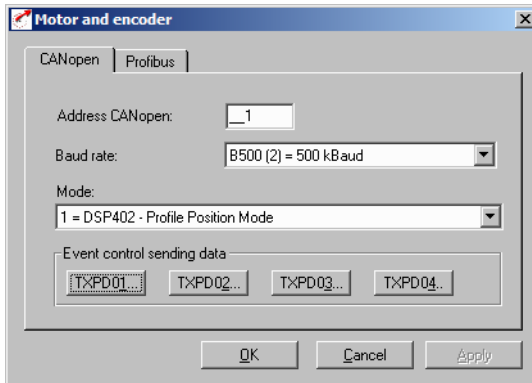 Motor and encoder
CANopen Profibus
Address CANopen: __1
Baud rate: B500 (2) = 500 kBaud
Mode:
1 = DSP402 - Profile Position Mode
Event control sending data
TXPD01... TXPD02... TXPD03... TXPD04..
OK Cancel Apply